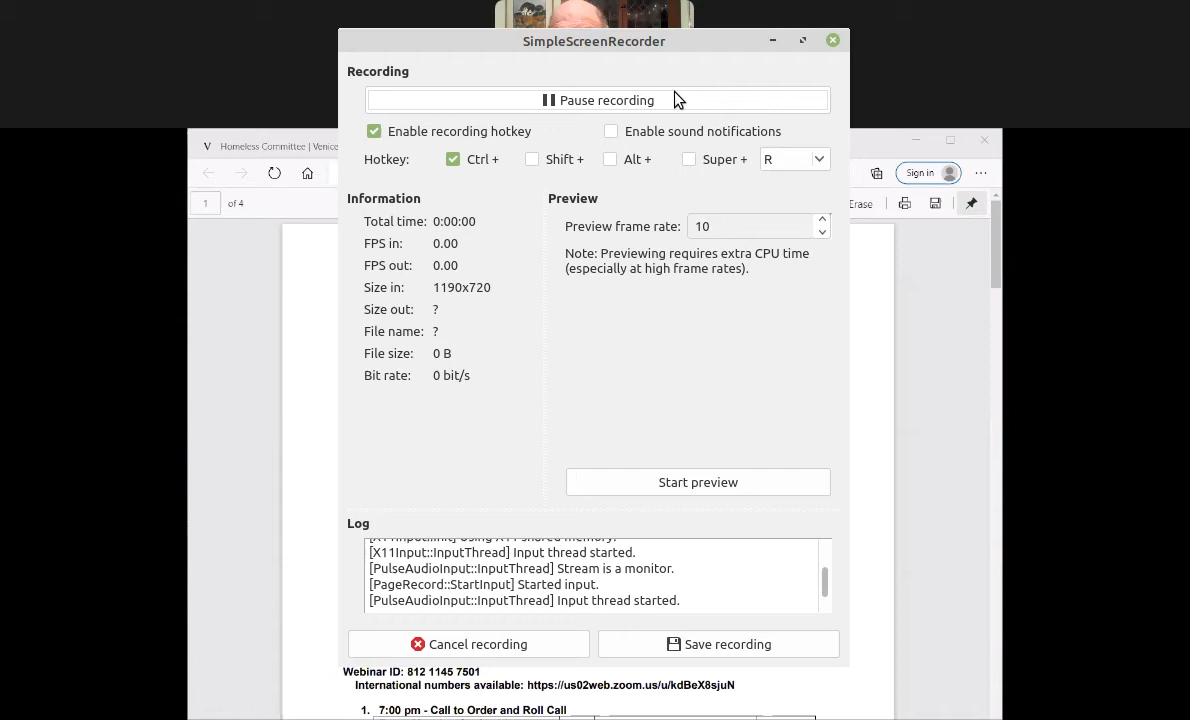 SimpleScreenRecorder
Recording
Pause recording
Enable recording hotkey
Enable sound notifications
Hotkey: Ctrl + Shift + Alt + Super + R
Homeless Committee | Venice
Sign in
1 of 4
Erase
Information
Total time: 0:00:00
FPS in: 0.00
FPS out: 0.00
Size in: 1190x720
Size out: ?
File name: ?
File size: 0 B
Bit rate: 0 bit/s
Preview
Preview frame rate: 10
Note: Previewing requires extra CPU time
(especially at high frame rates).
Start preview
Log
[X11Input::Init] Using X11 shared memory.
[X11Input::InputThread] Input thread started.
[PulseAudioInput::InputThread] Stream is a monitor.
[PageRecord::StartInput] Started input.
[PulseAudioInput::InputThread] Input thread started.
Cancel recording
Save recording
Webinar ID: 812 1145 7501
International numbers available: https://us02web.zoom.us/u/kdBeX8sjuN
1. 7:00 pm - Call to Order and Roll Call